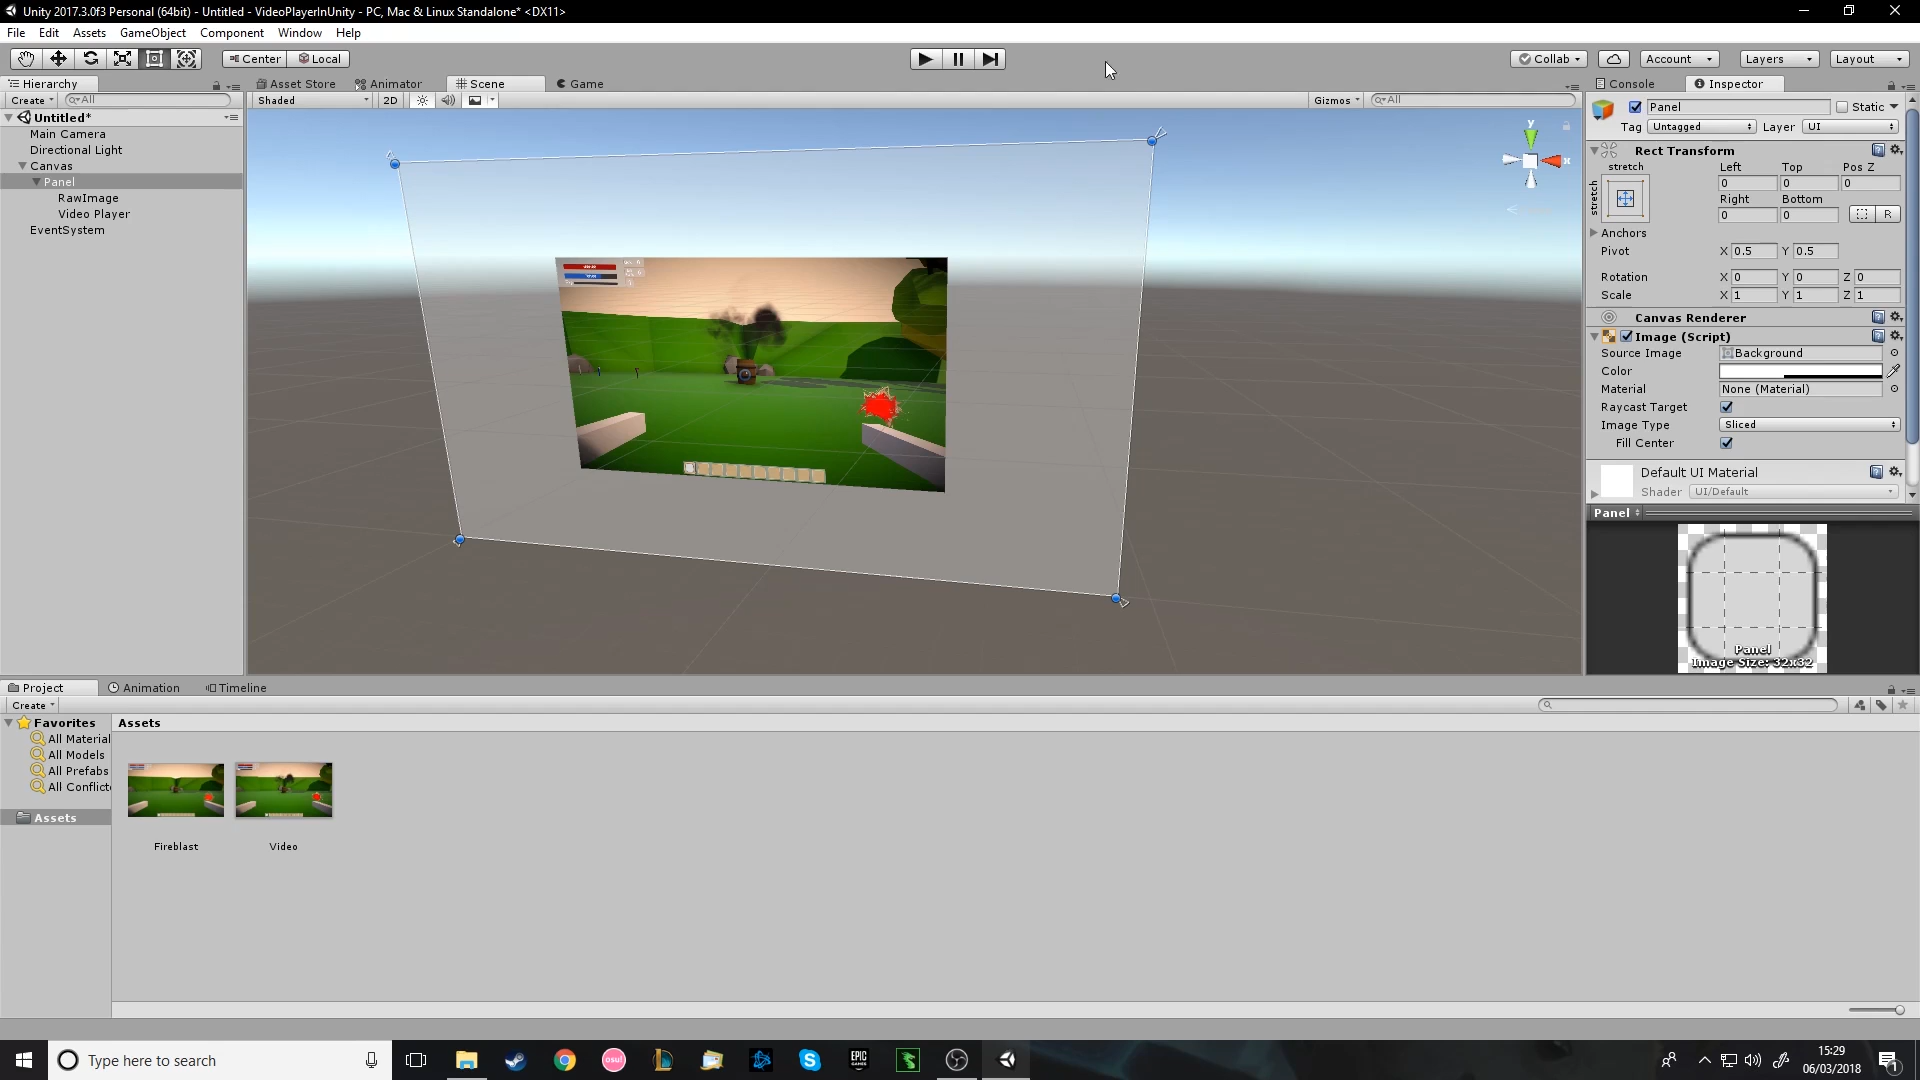 Unity 2017.3.0f3 Personal (64bit) - Untitled - VideoPlayerInUnity - PC, Mac & Linux Standalone* <DX11>
File Edit Assets GameObject Component Window Help
Center Local Collab Account Layers Layout
Hierarchy Asset Store Animator Scene Game Console Inspector
Create All Shaded 2D Gizmos All
Panel Static
Untitled*
Tag Untagged Layer UI
Main Camera
Directional Light
Canvas
Panel
RawImage
Video Player
EventSystem
y
x
Rect Transform
stretch Left Top Pos Z
stretch 0 0 0
Right Bottom
0 0 R
Anchors
Pivot X 0.5 Y 0.5
Rotation X 0 Y 0 Z 0
Scale X 1 Y 1 Z 1
Canvas Renderer
Image (Script)
Source Image Background
Color
Material None (Material)
Raycast Target
Image Type Sliced
Fill Center
Default UI Material
Shader UI/Default
Panel
Panel
Image Size: 32x32
Project Animation Timeline
Create
Favorites
All Material
All Models
All Prefabs
All Conflict
Assets
Assets
Fireblast Video
Type here to search
osu!
EPIC GAMES
15:29
06/03/2018
1